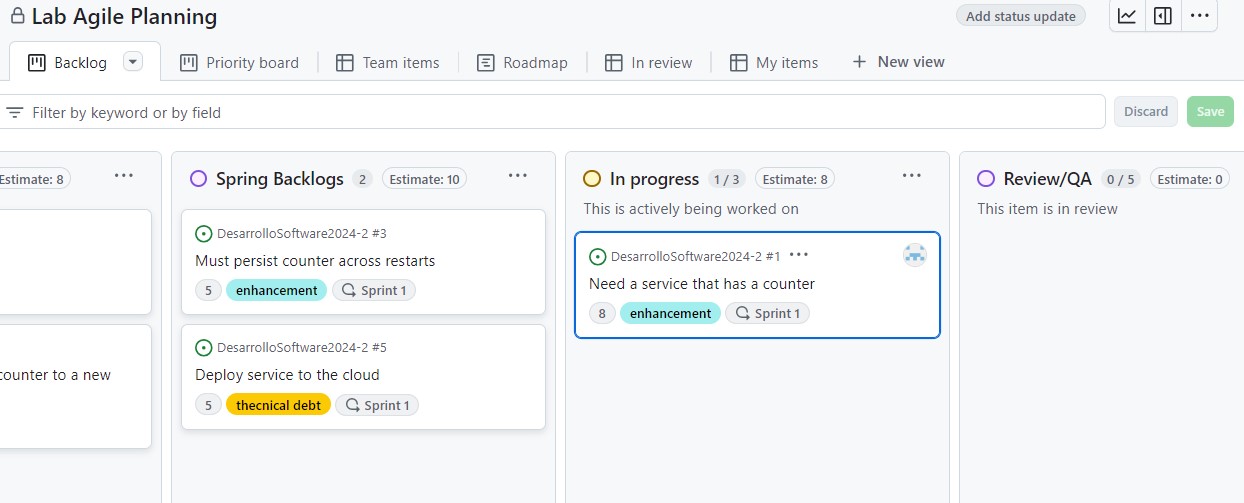 Lab Agile Planning
Add status update
Backlog
Priority board
Team items
Roadmap
In review
My items
New view
Filter by keyword or by field
Discard
Save
Estimate: 8
counter to a new
Spring Backlogs 2 Estimate: 10
DesarrolloSoftware2024-2 #3
Must persist counter across restarts
5 enhancement Sprint 1
DesarrolloSoftware2024-2 #5
Deploy service to the cloud
5 thecnical debt Sprint 1
In progress 1 / 3 Estimate: 8
This is actively being worked on
DesarrolloSoftware2024-2 #1
Need a service that has a counter
8 enhancement Sprint 1
Review/QA 0 / 5 Estimate: 0
This item is in review